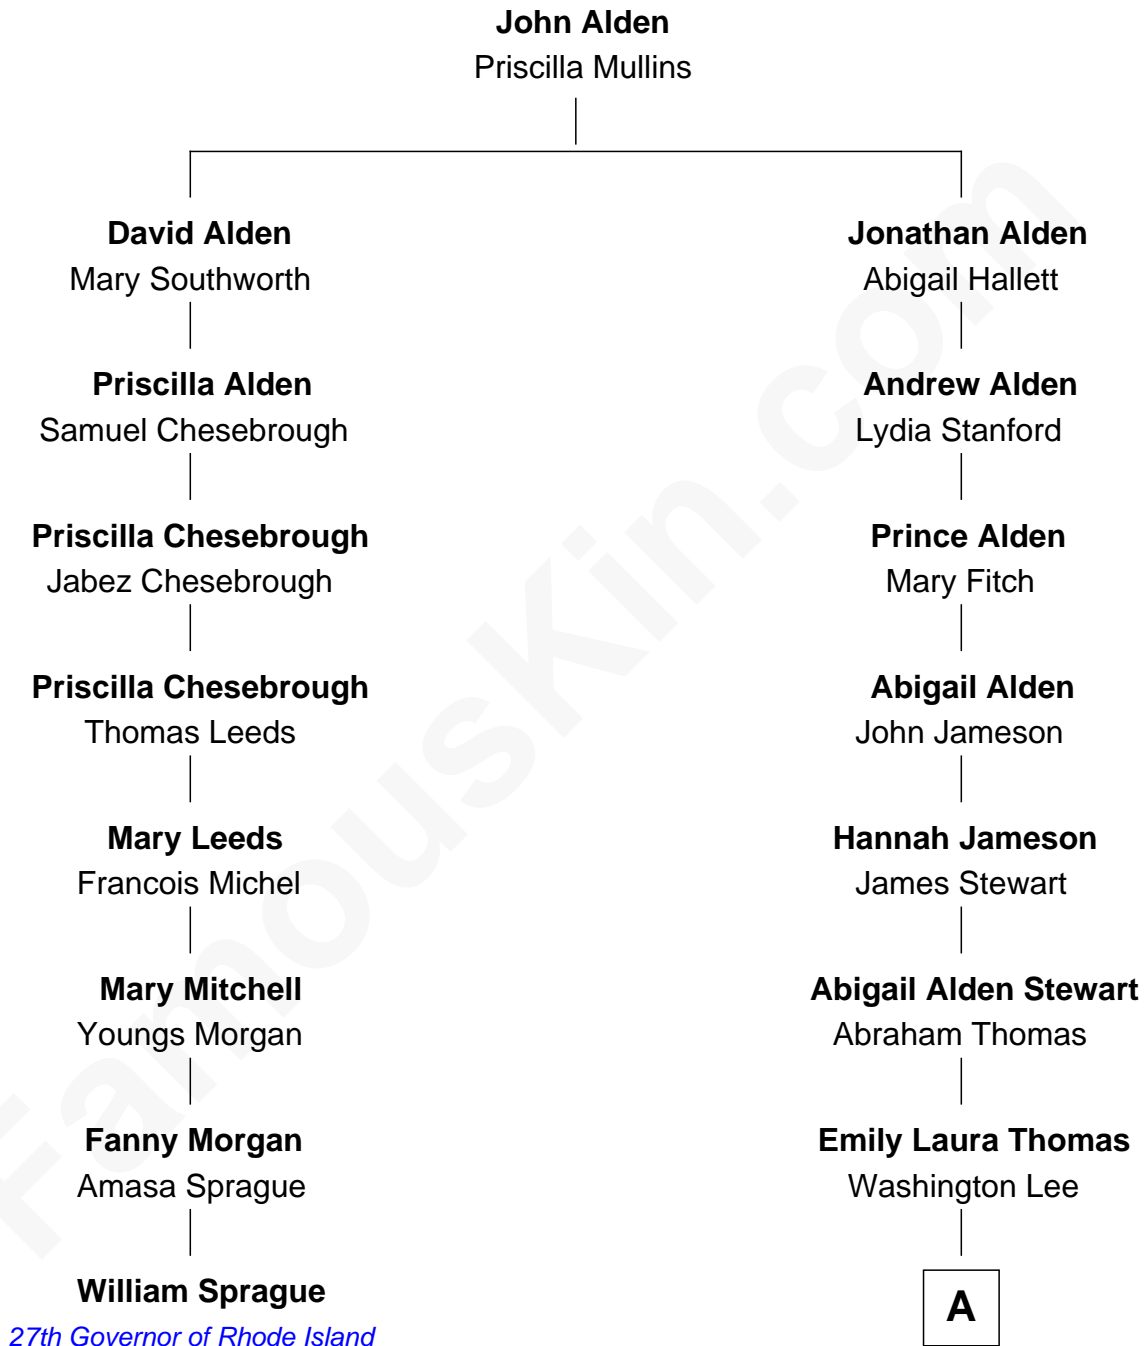 John Alden
Priscilla Mullins
David Alden
Mary Southworth
Jonathan Alden
Abigail Hallett
Priscilla Alden
Samuel Chesebrough
Andrew Alden
Lydia Stanford
Priscilla Chesebrough
Jabez Chesebrough
Prince Alden
Mary Fitch
Priscilla Chesebrough
Thomas Leeds
Abigail Alden
John Jameson
Mary Leeds
Francois Michel
Hannah Jameson
James Stewart
Mary Mitchell
Youngs Morgan
Abigail Alden Stewart
Abraham Thomas
Fanny Morgan
Amasa Sprague
Emily Laura Thomas
Washington Lee
William Sprague
27th Governor of Rhode Island
A
FamousKin.com